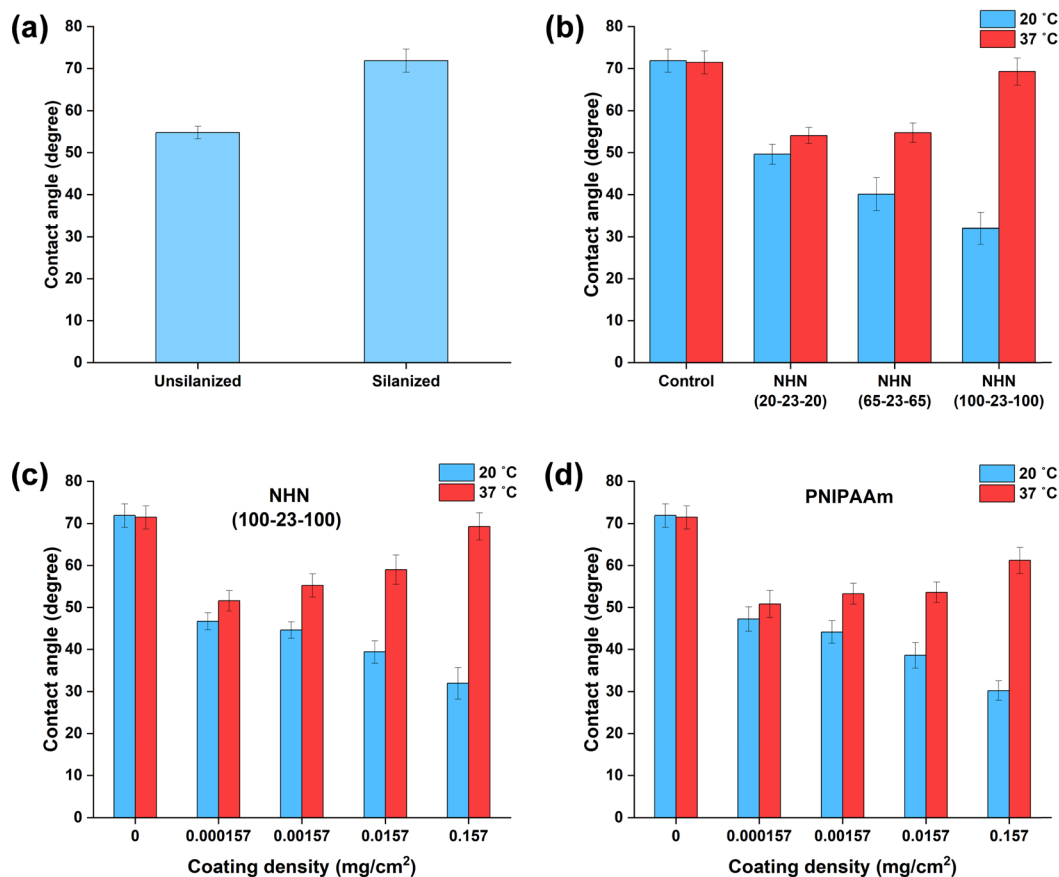 (a)
80
70
60
50
40
30
20
10
0
Contact angle (degree)
Unsilanized Silanized
(b)
20 ˚C
37 ˚C
80
70
60
50
40
30
20
10
0
Contact angle (degree)
Control NHN NHN NHN
(20-23-20) (65-23-65) (100-23-100)
(c)
20 ˚C
37 ˚C
NHN
(100-23-100)
80
70
60
50
40
30
20
10
0
Contact angle (degree)
0 0.000157 0.00157 0.0157 0.157
Coating density (mg/cm²)
(d)
20 ˚C
37 ˚C
PNIPAAm
80
70
60
50
40
30
20
10
0
Contact angle (degree)
0 0.000157 0.00157 0.0157 0.157
Coating density (mg/cm²)